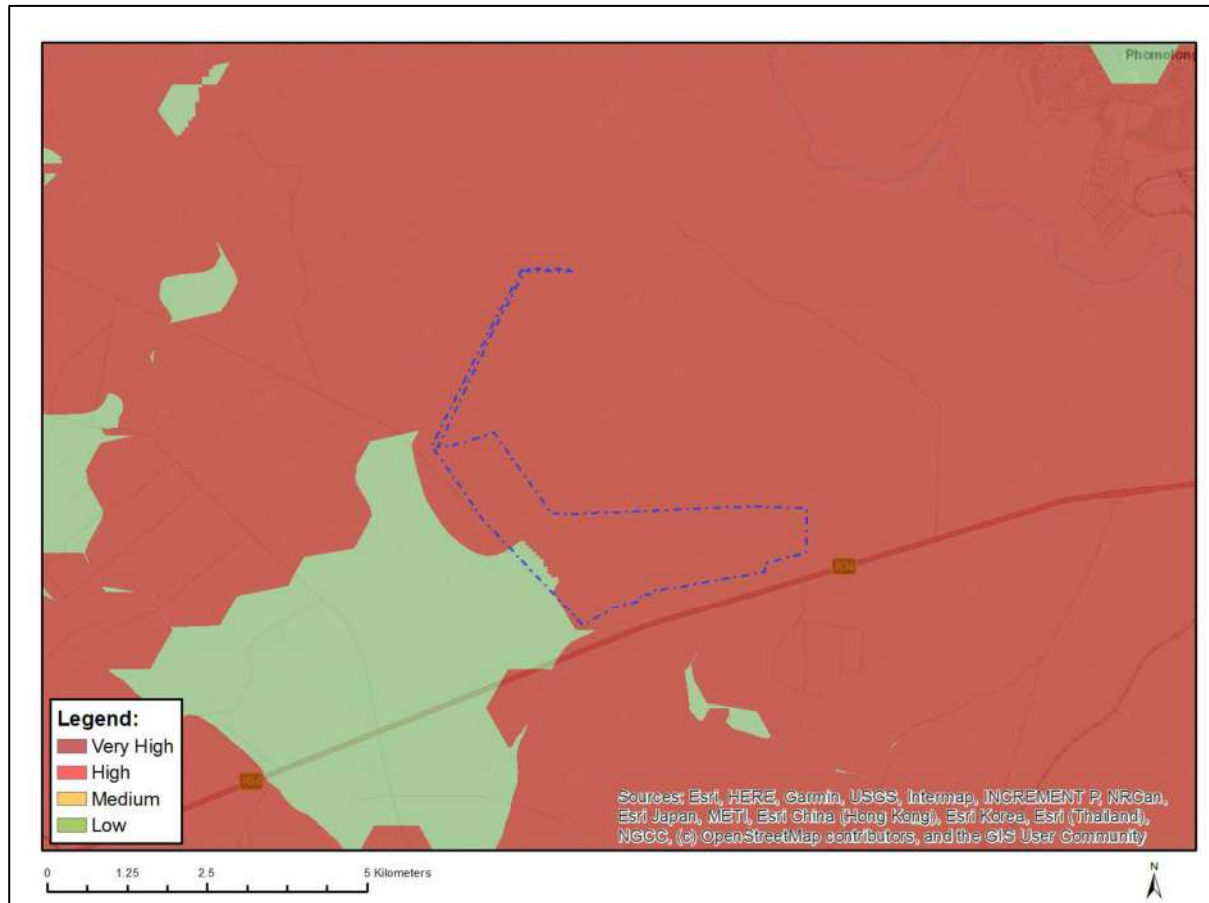 Phomolong
R34
Legend:
Very High
High
Medium
Low
Sources: Esri, HERE, Garmin, USGS, Intermap, INCREMENT P, NRCan,
Esri Japan, METI, Esri China (Hong Kong), Esri Korea, Esri (Thailand),
NGCC, (c) OpenStreetMap contributors, and the GIS User Community
0 1.25 2.5 5 Kilometers
N